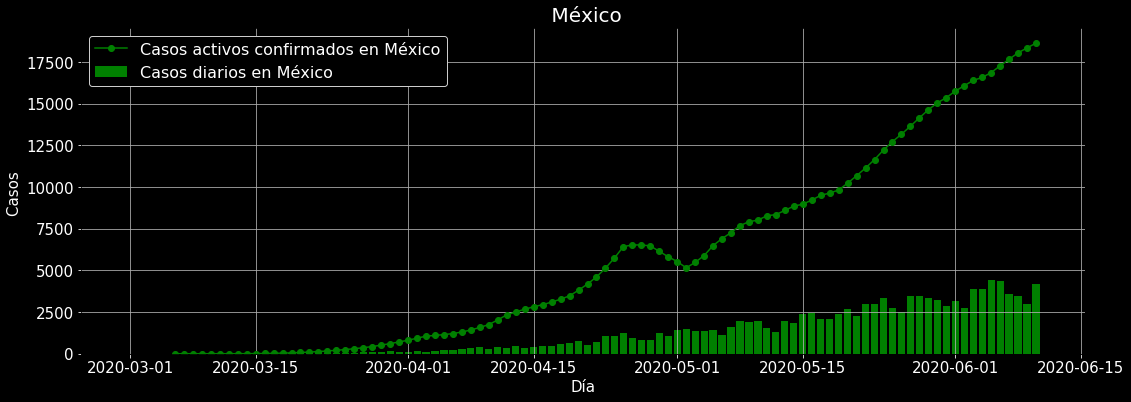 México
Casos activos confirmados en México
Casos diarios en México
17500
15000
12500
10000
7500
5000
2500
0
Casos
2020-03-01 2020-03-15 2020-04-01 2020-04-15 2020-05-01 2020-05-15 2020-06-01 2020-06-15
Día